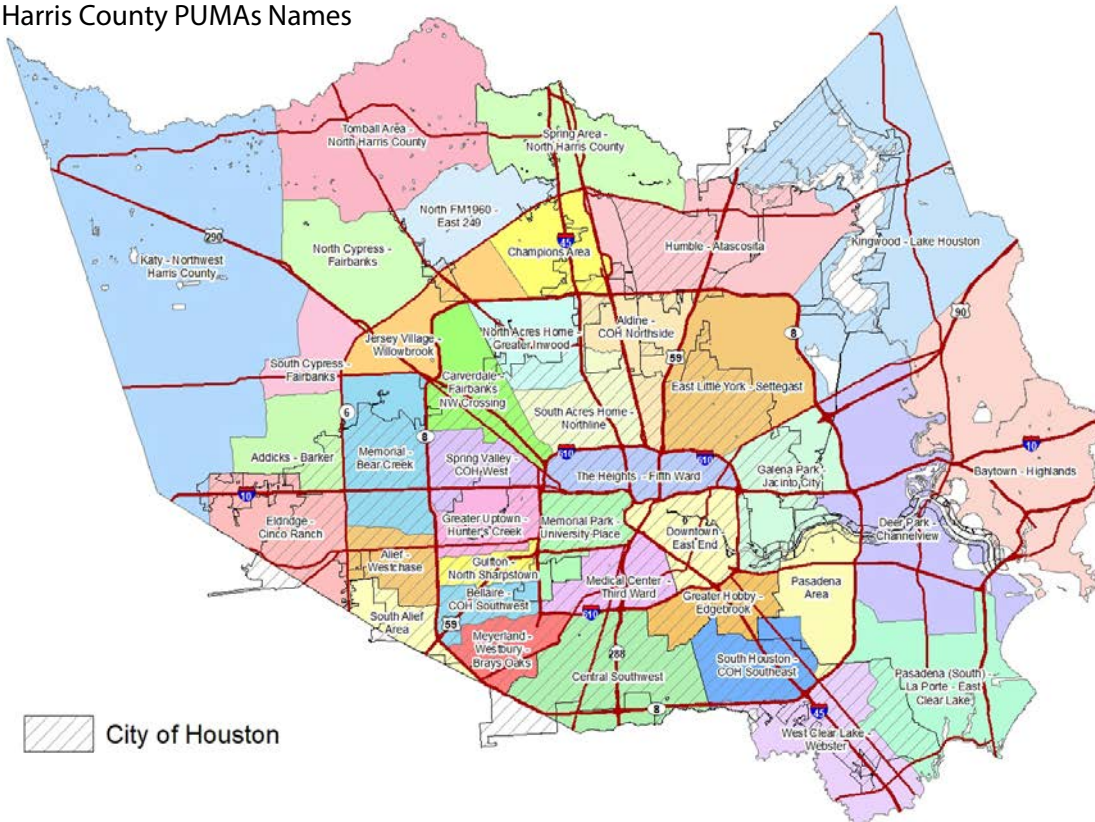 Harris County PUMAs Names
Tomball Area -
North Harris County
Spring Area -
North Harris County
North FM1960 -
East 249
290
45
Champions Area
Humble - Atascosita
Kingwood - Lake Houston
Katy - Northwest
Harris County
North Cypress -
Fairbanks
90
Jersey Village -
Willowbrook
North Acres Home -
Greater Inwood
Aldine -
COH Northside
8
59
South Cypress -
Fairbanks
Carverdale -
Fairbanks
NW Crossing
East Little York - Settegast
6
South Acres Home -
Northline
8
Addicks - Barker
Memorial -
Bear Creek
Spring Valley -
COH West
610
610
The Heights - Fifth Ward
Galena Park -
Jacinto City
10
Baytown - Highlands
10
Eldridge -
Cinco Ranch
Greater Uptown -
Hunter's Creek
Memorial Park -
University Place
Downtown -
East End
Deer Park -
Channelview
Alief -
Westchase
Gulfton -
North Sharpstown
Medical Center -
Third Ward
Pasadena
Area
Bellaire -
COH Southwest
Greater Hobby -
Edgebrook
South Alief
Area
59
610
Meyerland -
Westbury -
Brays Oaks
288
Central Southwest
South Houston -
COH Southeast
Pasadena (South) -
La Porte - East
Clear Lake
8
45
West Clear Lake -
Webster
City of Houston